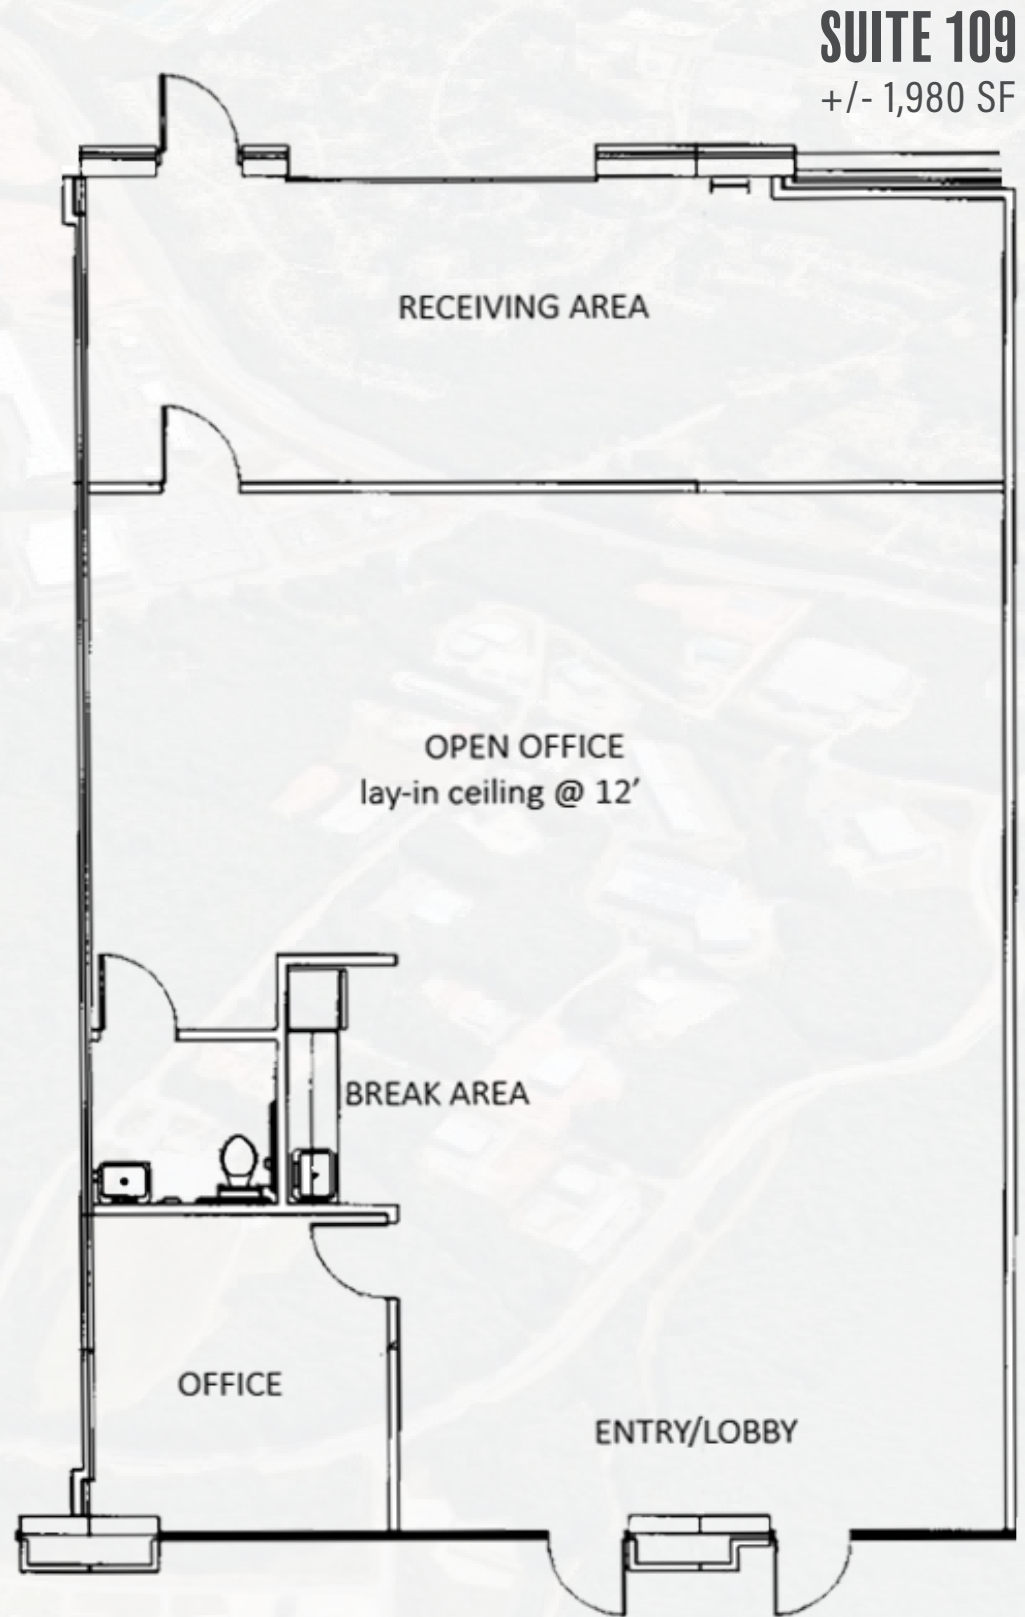 SUITE 109
+/- 1,980 SF
RECEIVING AREA
OPEN OFFICE
lay-in ceiling @ 12’
BREAK AREA
OFFICE
ENTRY/LOBBY